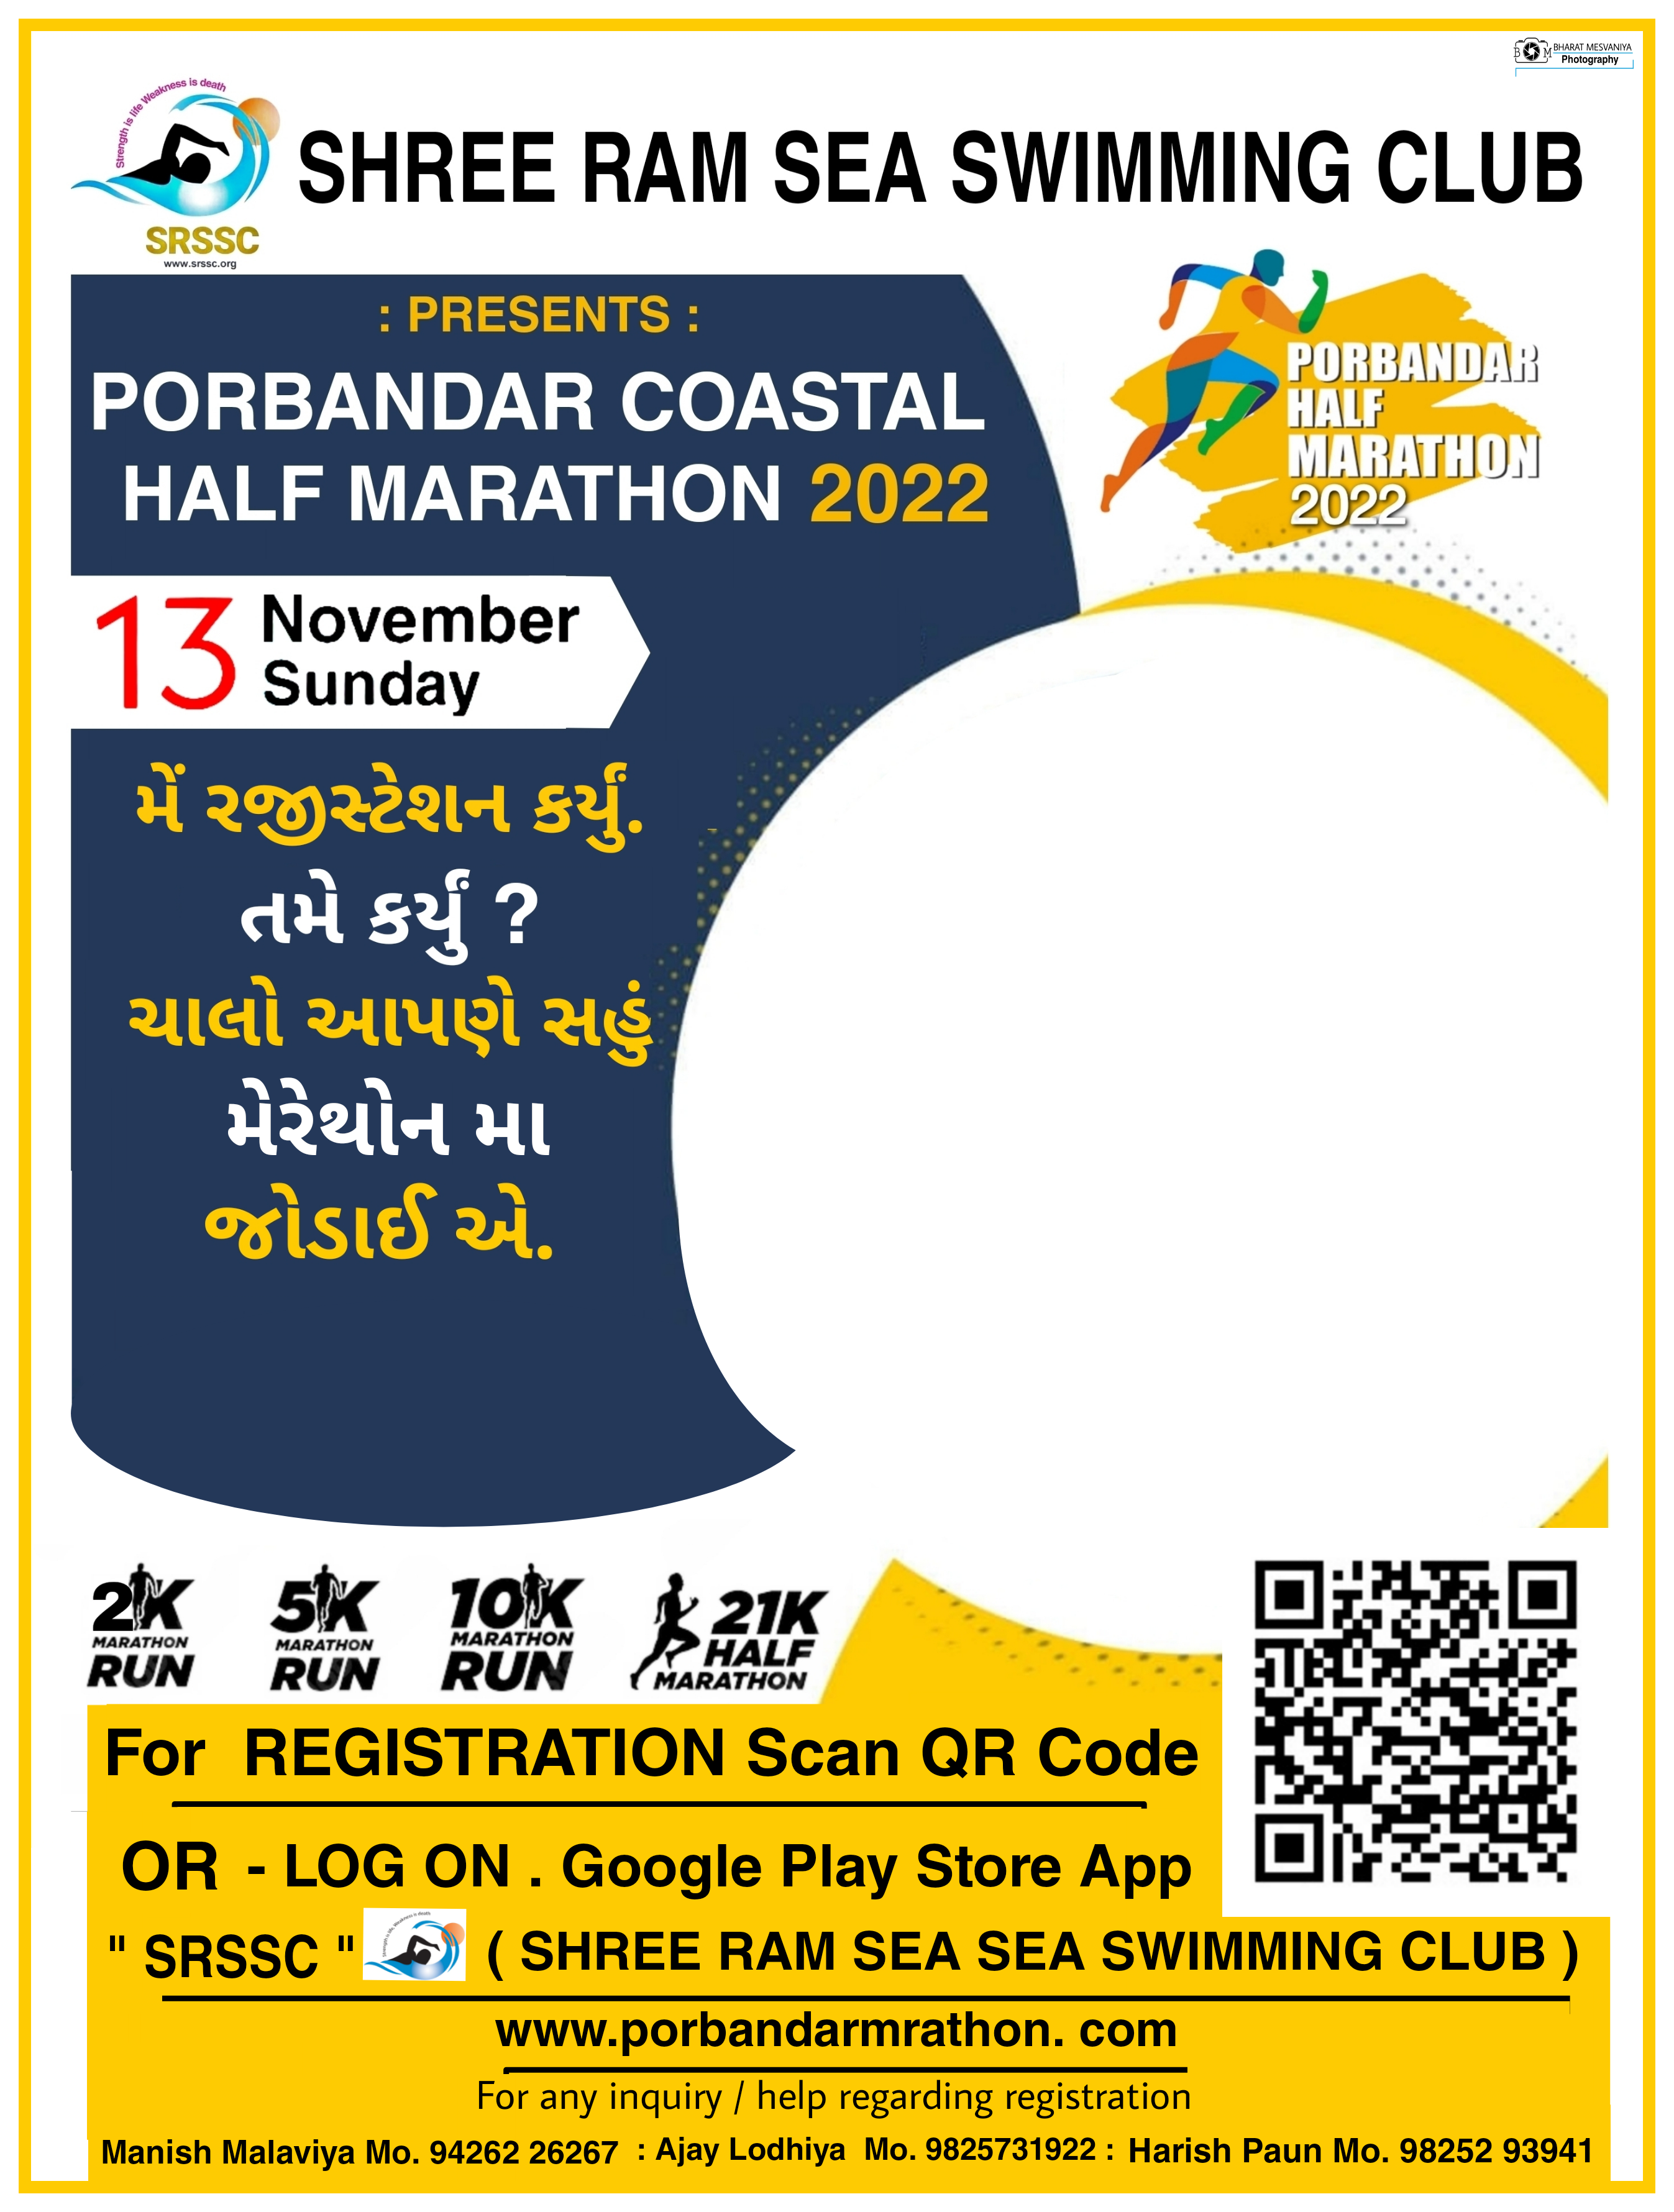 BHARAT MESVANIYA
Photography
Strength is life Weakness is death
SRSSC
www.srssc.org
SHREE RAM SEA SWIMMING CLUB
: PRESENTS :
PORBANDAR COASTAL
HALF MARATHON 2022
PORBANDAR
HALF
MARATHON
2022
13 November
Sunday
મેં રજીસ્ટેશન કર્યું.
તમે કર્યું ?
ચાલો આપણે સહું
મેરેથોન મા
જોડાઈ એ.
2K
MARATHON
RUN
5K
MARATHON
RUN
10K
MARATHON
RUN
21K
HALF
MARATHON
For REGISTRATION Scan QR Code
OR - LOG ON . Google Play Store App
" SRSSC " ( SHREE RAM SEA SEA SWIMMING CLUB )
www.porbandarmrathon. com
For any inquiry / help regarding registration
Manish Malaviya Mo. 94262 26267 : Ajay Lodhiya Mo. 9825731922 : Harish Paun Mo. 98252 93941